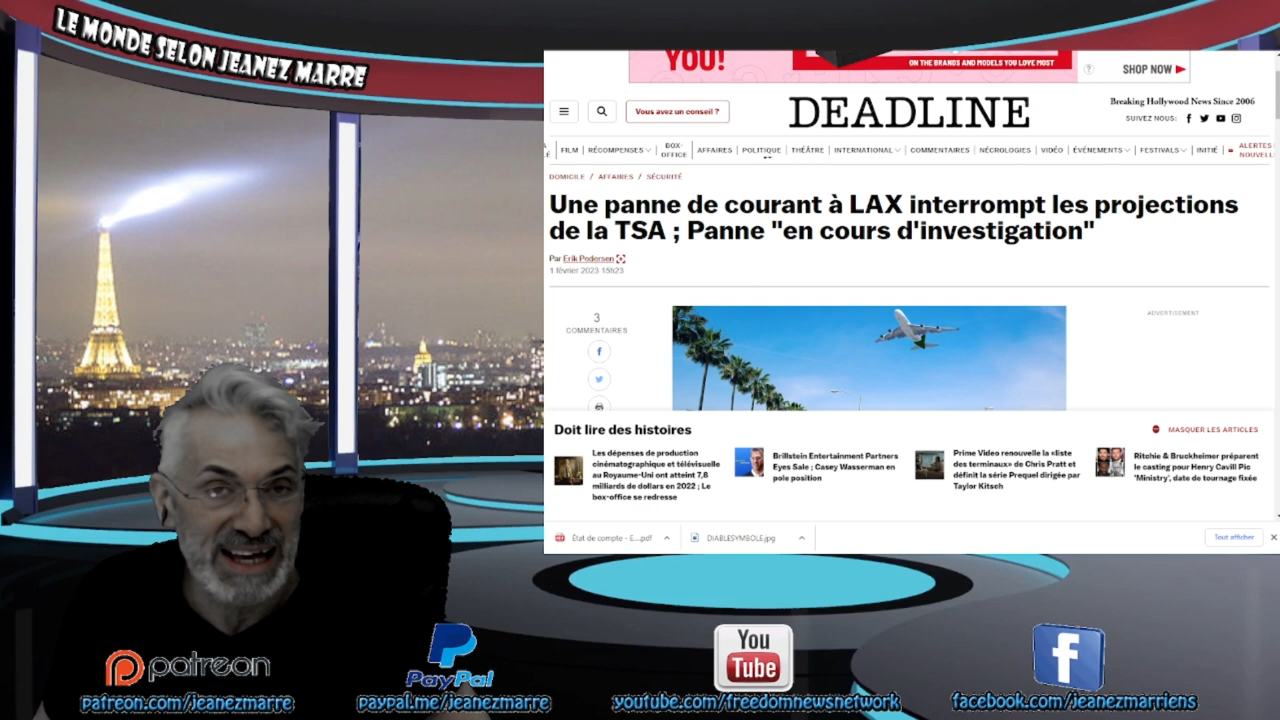 LE MONDE SELON JEANEZ MARRE
YOU!
ON THE BRANDS AND MODELS YOU LOVE MOST
SHOP NOW
Vous avez un conseil ?
DEADLINE
Breaking Hollywood News Since 2006
SUIVEZ NOUS:
FILM
RÉCOMPENSES
BOX-
OFFICE
AFFAIRES
POLITIQUE
THÉÂTRE
INTERNATIONAL
COMMENTAIRES
NÉCROLOGIES
VIDÉO
ÉVÉNEMENTS
FESTIVALS
INITIÉ
ALERTES
NOUVELL
DOMICILE / AFFAIRES / SÉCURITÉ
Une panne de courant à LAX interrompt les projections
de la TSA ; Panne "en cours d'investigation"
Par Erik Pedersen
1 février 2023 15h23
3
COMMENTAIRES
ADVERTISEMENT
Doit lire des histoires
MASQUER LES ARTICLES
Les dépenses de production
cinématographique et télévisuelle
au Royaume-Uni ont atteint 7,8
milliards de dollars en 2022 ; Le
box-office se redresse
Brillstein Entertainment Partners
Eyes Sale ; Casey Wasserman en
pole position
Prime Video renouvelle la «liste
des terminaux» de Chris Pratt et
définit la série Prequel dirigée par
Taylor Kitsch
Ritchie & Bruckheimer préparent
le casting pour Henry Cavill Pic
'Ministry', date de tournage fixée
État de compte - E....pdf
DIABLESYMBOLE.jpg
Tout afficher
patreon
PayPal
You
Tube
f
patreon.com/jeanezmarre
paypal.me/jeanezmarre
youtube.com/freedomnewsnetwork
facebook.com/jeanezmarriens